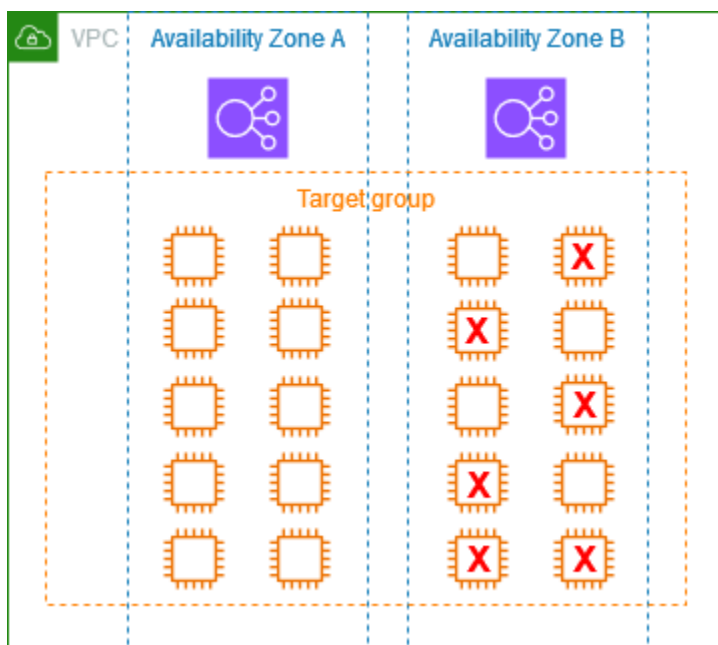 VPC
Availability Zone A
Availability Zone B
Target group
X
X
X
X
X
X